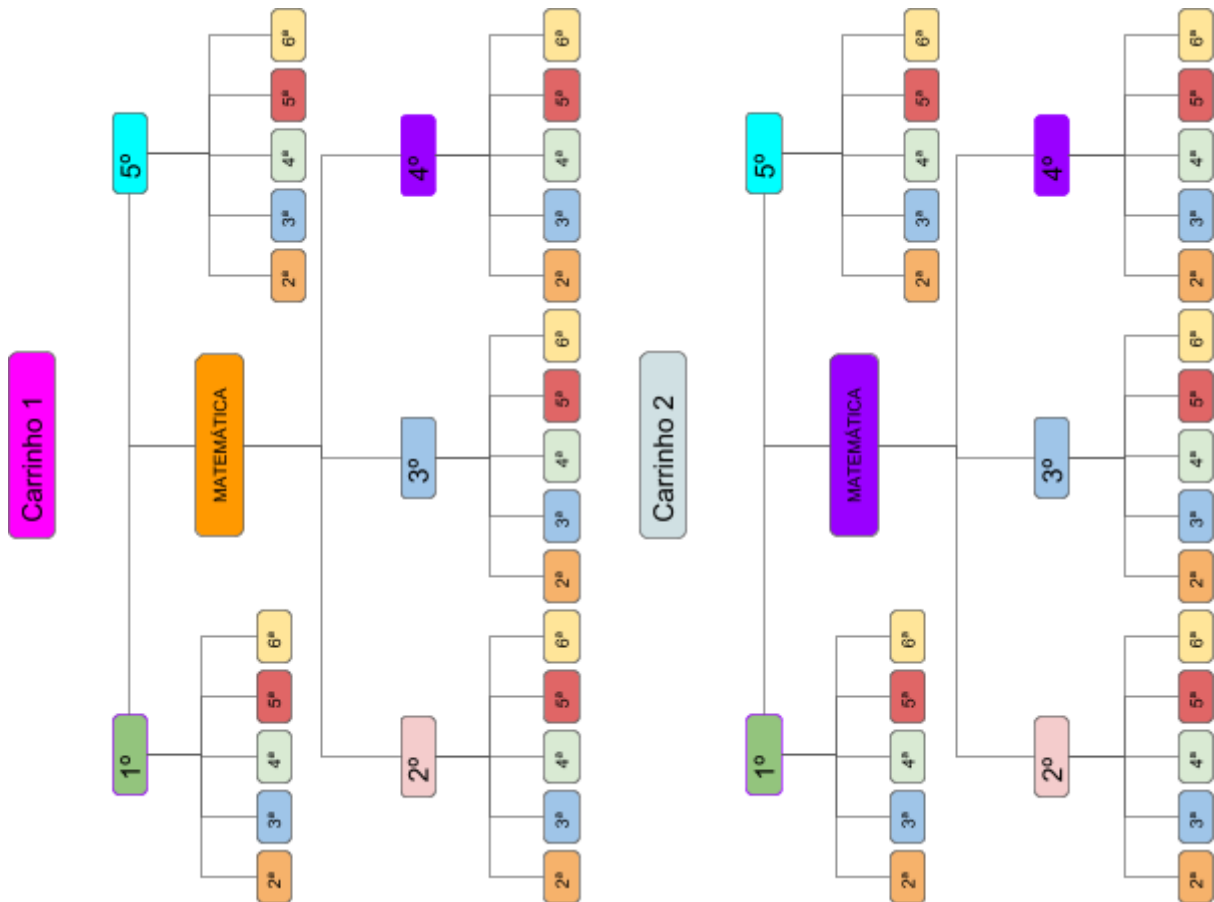 Carrinho 1
1º 5º
MATEMÁTICA
2ª 3ª 4ª 5ª 6ª 2ª 3ª 4ª 5ª 6ª
2º 3º 4º
2ª 3ª 4ª 5ª 6ª 2ª 3ª 4ª 5ª 6ª 2ª 3ª 4ª 5ª 6ª
Carrinho 2
1º 5º
MATEMÁTICA
2ª 3ª 4ª 5ª 6ª 2ª 3ª 4ª 5ª 6ª
2º 3º 4º
2ª 3ª 4ª 5ª 6ª 2ª 3ª 4ª 5ª 6ª 2ª 3ª 4ª 5ª 6ª